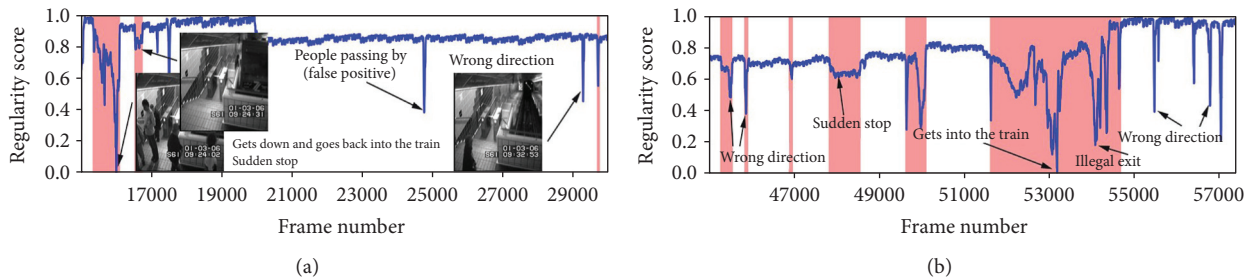 Regularity score
1.0
0.8
0.6
0.4
0.2
0.0
People passing by
(false positive)
Wrong direction
01-03-06
S61 09:24:31
01-03-06
S61 09:24:02
01-03-06
S61 09:32:53
Gets down and goes back into the train
Sudden stop
17000 19000 21000 23000 25000 27000 29000
Frame number
(a)
Regularity score
1.0
0.8
0.6
0.4
0.2
0.0
Wrong direction
Sudden stop
Gets into the train
Illegal exit
Wrong direction
47000 49000 51000 53000 55000 57000
Frame number
(b)